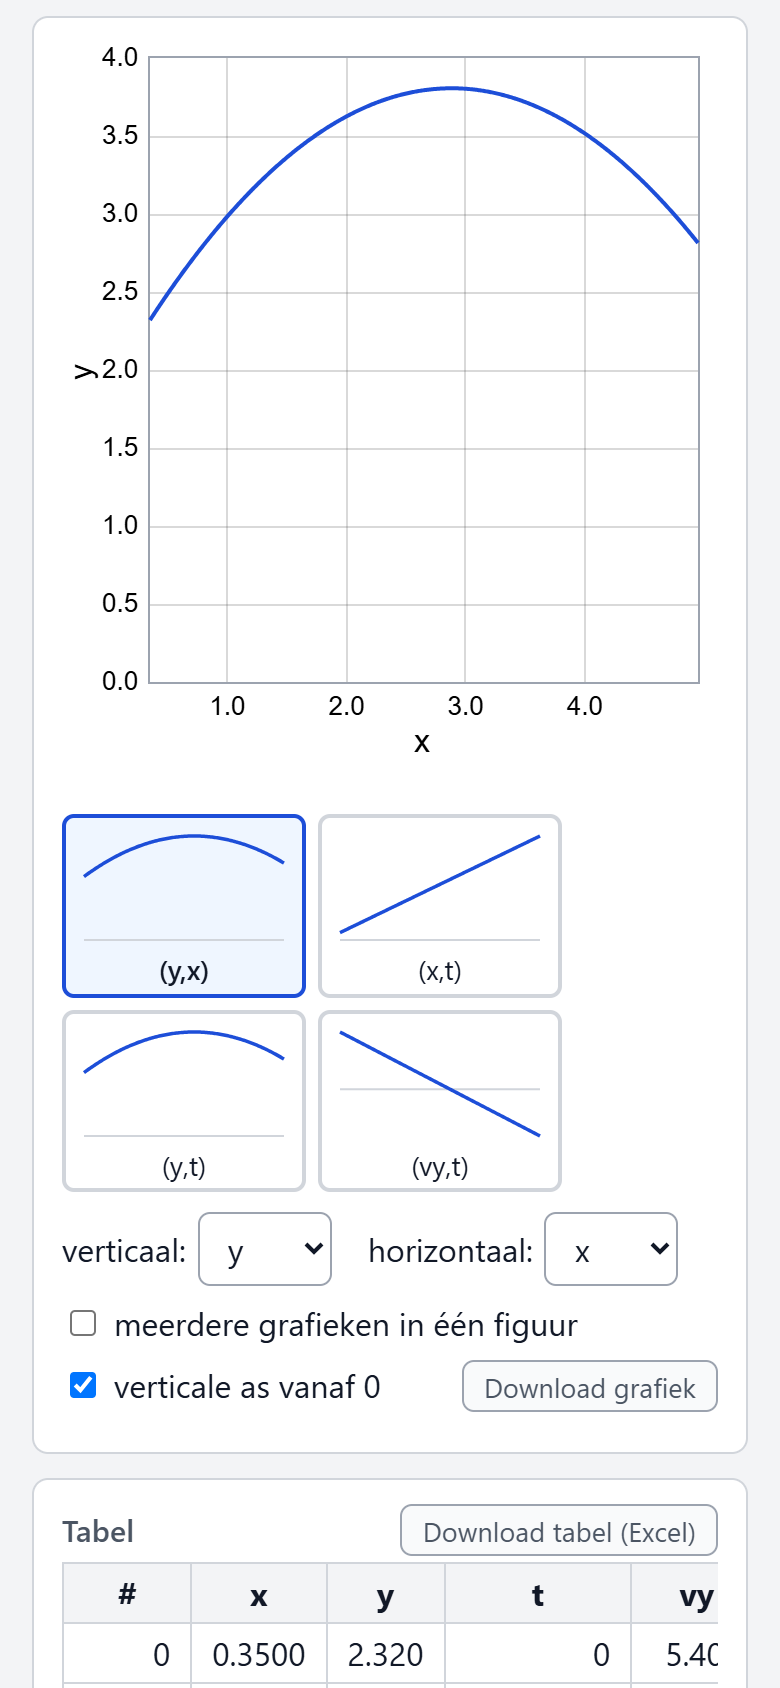 4.0
3.5
3.0
2.5
y 2.0
1.5
1.0
0.5
0.0
1.0 2.0 3.0 4.0
x
(y,x) (x,t)
(y,t) (vy,t)
verticaal: y horizontaal: x
meerdere grafieken in één figuur
verticale as vanaf 0 Download grafiek
Tabel Download tabel (Excel)
# x y t vy
0 0.3500 2.320 0 5.40